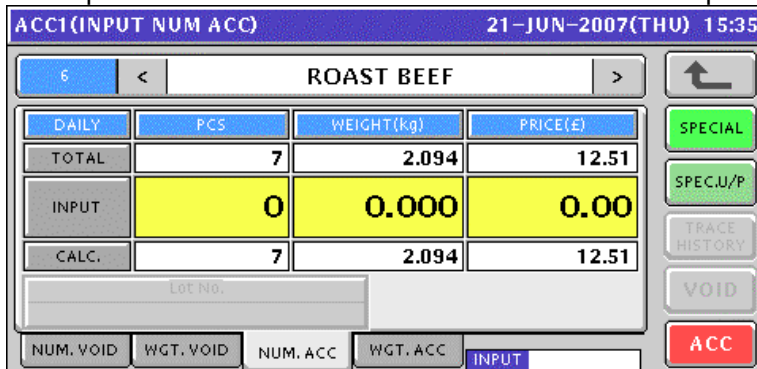 ACC1(INPUT NUM ACC) 21-JUN-2007(THU) 15:35
6 < ROAST BEEF >
DAILY PCS WEIGHT(kg) PRICE(£) SPECIAL
TOTAL 7 2.094 12.51
SPEC.U/P
INPUT 0 0.000 0.00
TRACE
HISTORY
CALC. 7 2.094 12.51
Lot No. VOID
NUM. VOID WGT. VOID NUM. ACC WGT. ACC INPUT ACC